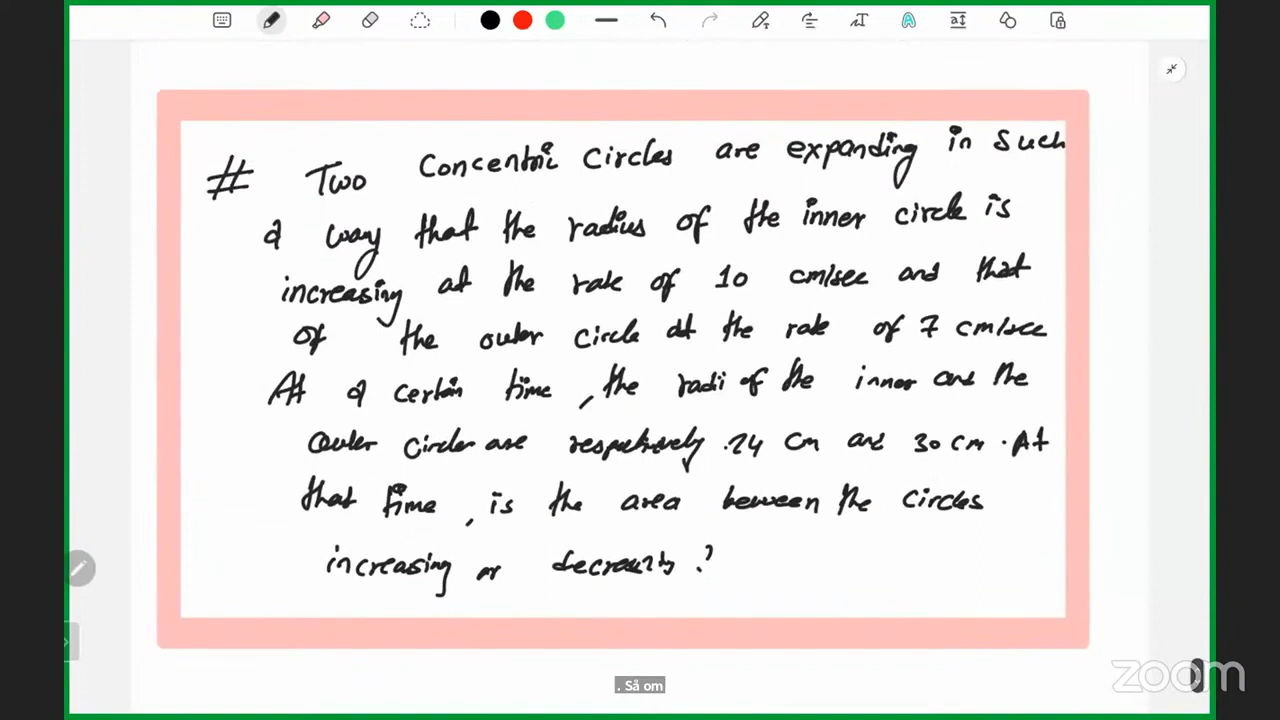 # Two Concentric Circles are expanding in such
a way that the radius of the inner circle is
increasing at the rate of 10 cm/sec and that
of the outer circle at the rate of 7 cm/sec
At a certain time, the radii of the inner and the
outer circle are respectively 24 cm and 30 cm. At
that time, is the area beween the circles
increasing or decreasing?
. Så om
zoom